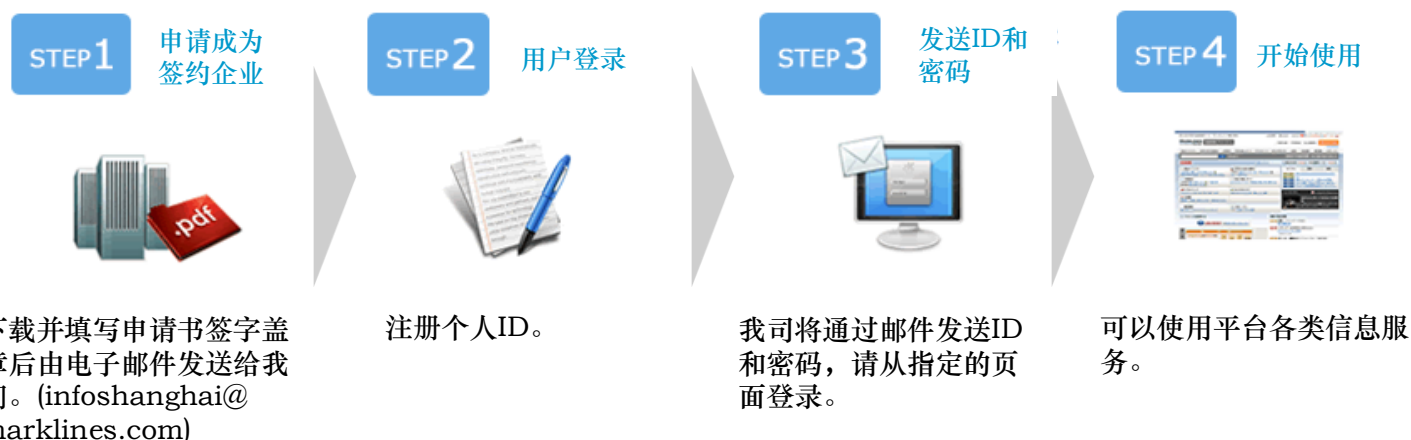 STEP1
申请成为
签约企业
.pdf
下载并填写申请书签字盖
章后由电子邮件发送给我
。(infoshanghai@
marklines.com)
STEP2
用户登录
注册个人ID。
STEP3
发送ID和
密码
我司将通过邮件发送ID
和密码，请从指定的页
面登录。
STEP4
开始使用
可以使用平台各类信息服
务。